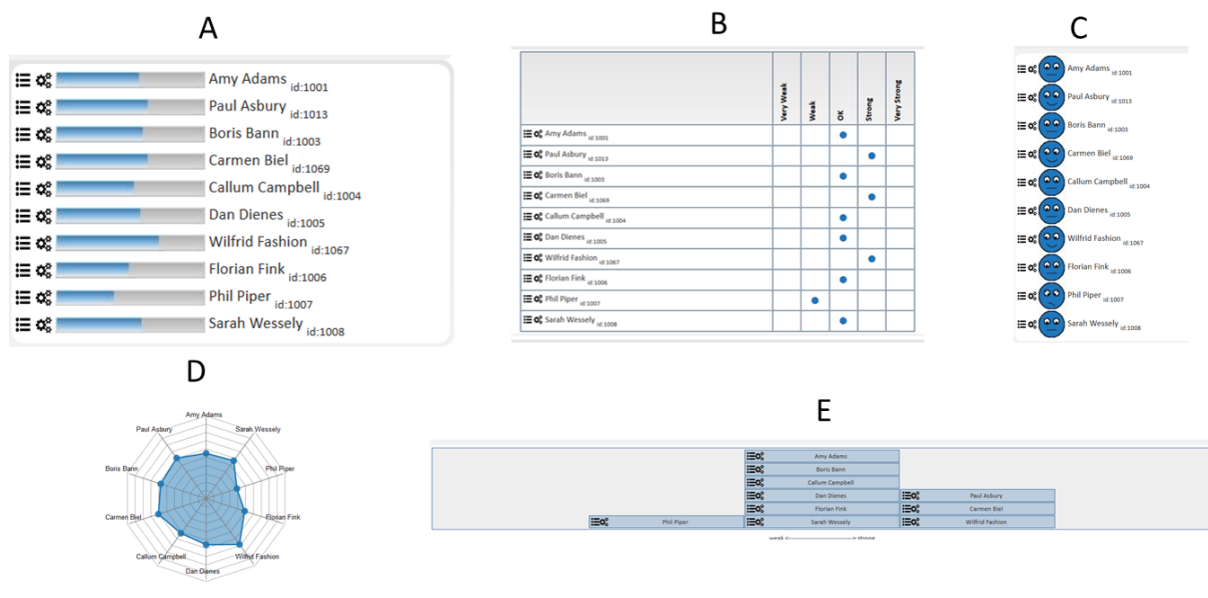 A
Amy Adams id:1001
Paul Asbury id:1013
Boris Bann id:1003
Carmen Biel id:1069
Callum Campbell id:1004
Dan Dienes id:1005
Wilfrid Fashion id:1067
Florian Fink id:1006
Phil Piper id:1007
Sarah Wessely id:1008
B
Very Weak
Weak
OK
Strong
Very Strong
Amy Adams id:1001
Paul Asbury id:1013
Boris Bann id:1003
Carmen Biel id:1069
Callum Campbell id:1004
Dan Dienes id:1005
Wilfrid Fashion id:1067
Florian Fink id:1006
Phil Piper id:1007
Sarah Wessely id:1008
C
Amy Adams id:1001
Paul Asbury id:1013
Boris Bann id:1003
Carmen Biel id:1069
Callum Campbell id:1004
Dan Dienes id:1005
Wilfrid Fashion id:1067
Florian Fink id:1006
Phil Piper id:1007
Sarah Wessely id:1008
D
Amy Adams
Paul Asbury
Sarah Wessely
Boris Bann
Phil Piper
Carmen Biel
Florian Fink
Callum Campbell
Wilfrid Fashion
Dan Dienes
E
Amy Adams
Boris Bann
Callum Campbell
Dan Dienes Paul Asbury
Florian Fink Carmen Biel
Phil Piper Sarah Wessely Wilfrid Fashion
weak <-------------------------> strong